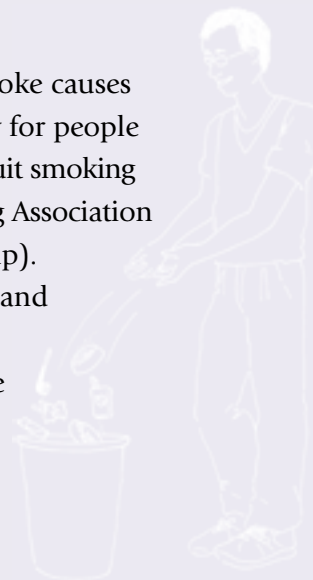 oke causes
for people
uit smoking
g Association
p).
and
e